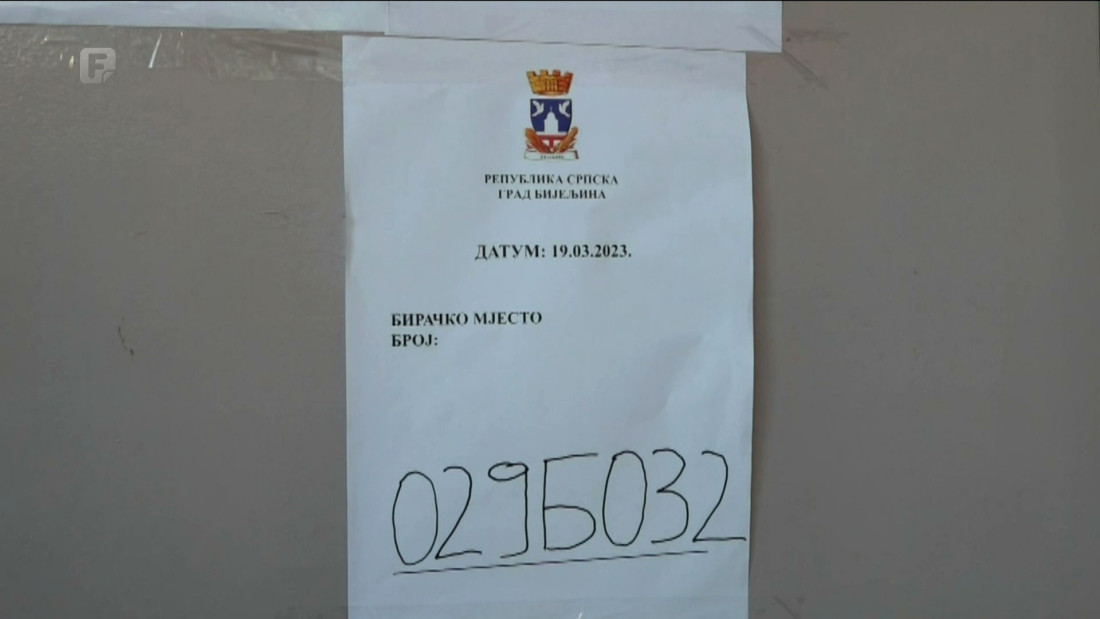 F
РЕПУБЛИКА СРПСКА
ГРАД БИЈЕЉИНА
ДАТУМ: 19.03.2023.
БИРАЧКО МЈЕСТО
БРОЈ:
029Б032